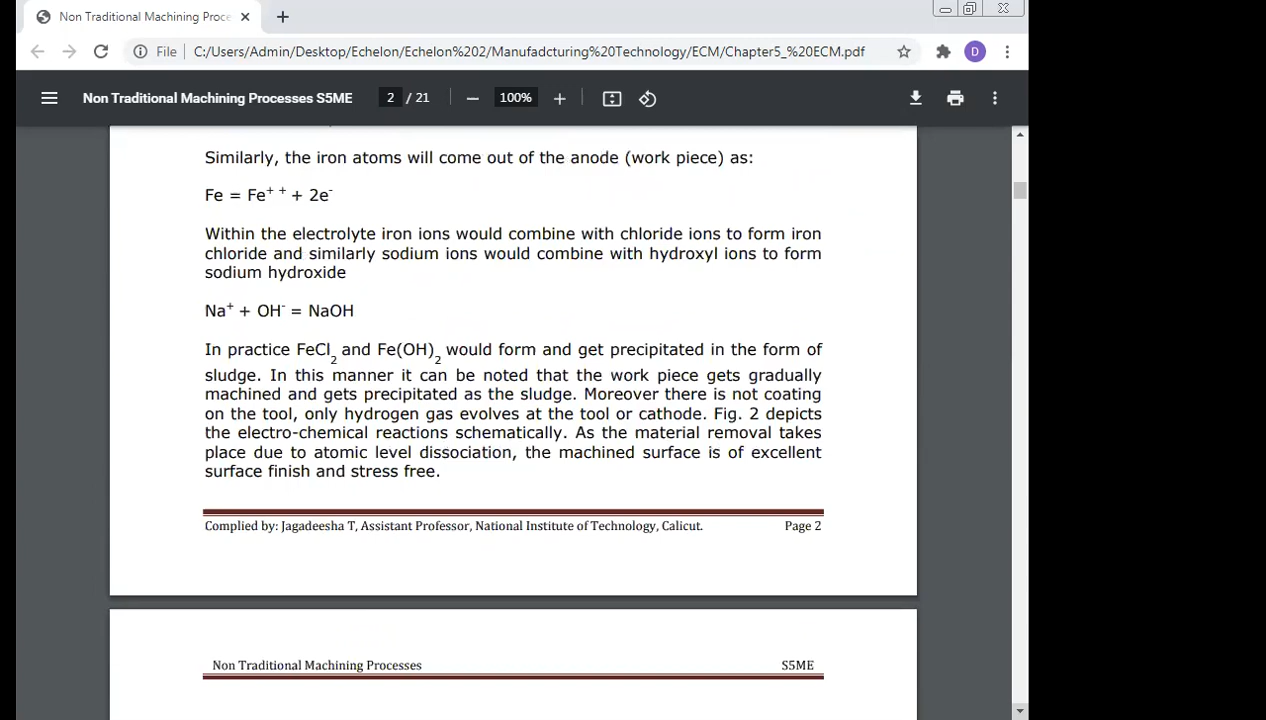 Non Traditional Machining Proce
File C:/Users/Admin/Desktop/Echelon/Echelon%202/Manufadcturing%20Technology/ECM/Chapter5_%20ECM.pdf D
Non Traditional Machining Processes S5ME 2 / 21 100%
Similarly, the iron atoms will come out of the anode (work piece) as:
Fe = Fe⁺ ⁺ + 2e⁻
Within the electrolyte iron ions would combine with chloride ions to form iron
chloride and similarly sodium ions would combine with hydroxyl ions to form
sodium hydroxide
Na⁺ + OH⁻ = NaOH
In practice FeCl₂ and Fe(OH)₂ would form and get precipitated in the form of
sludge. In this manner it can be noted that the work piece gets gradually
machined and gets precipitated as the sludge. Moreover there is not coating
on the tool, only hydrogen gas evolves at the tool or cathode. Fig. 2 depicts
the electro-chemical reactions schematically. As the material removal takes
place due to atomic level dissociation, the machined surface is of excellent
surface finish and stress free.
Complied by: Jagadeesha T, Assistant Professor, National Institute of Technology, Calicut. Page 2
Non Traditional Machining Processes S5ME